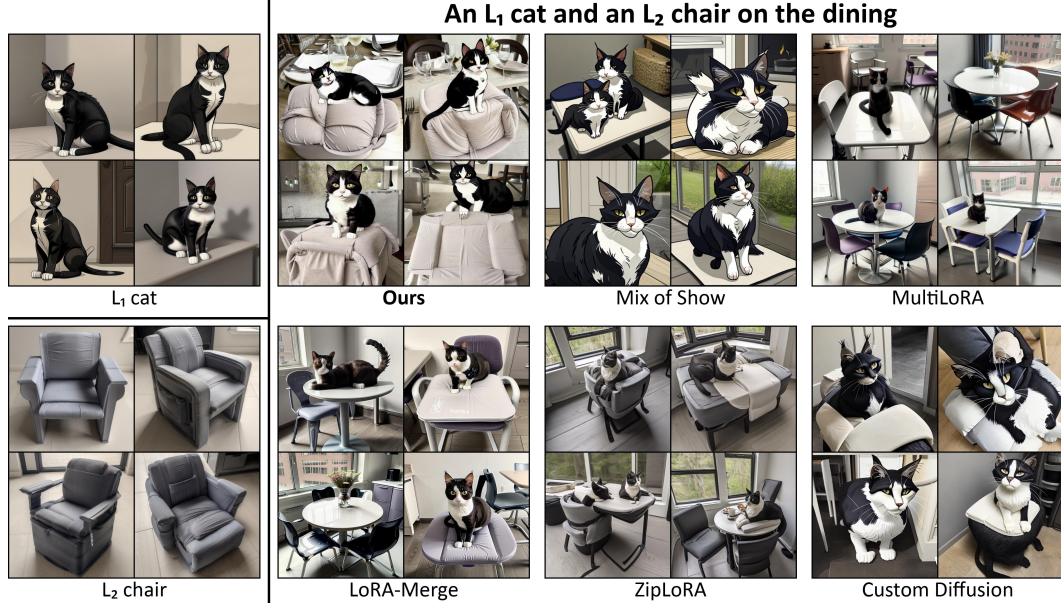 An L₁ cat and an L₂ chair on the dining
L₁ cat
Ours
Mix of Show
MultiLoRA
L₂ chair
LoRA-Merge
ZipLoRA
Custom Diffusion